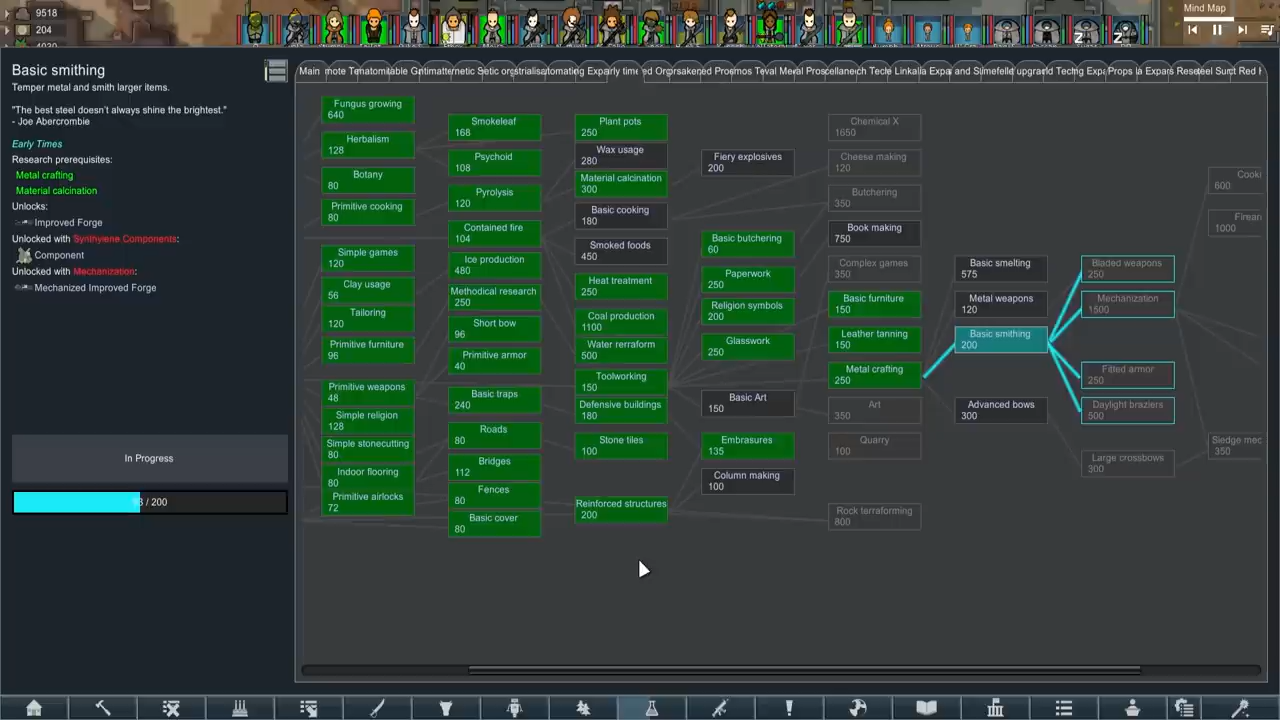 9518
204
Mind Map
Basic smithing
Temper metal and smith larger items.
"The best steel doesn't always shine the brightest."
- Joe Abercrombie
Early Times
Research prerequisites:
Metal crafting
Material calcination
Unlocks:
Improved Forge
Unlocked with Synthylene Components:
Component
Unlocked with Mechanization:
Mechanized Improved Forge
In Progress
/ 200
Main
Fungus growing
640
Herbalism
128
Botany
80
Primitive cooking
80
Simple games
120
Clay usage
56
Tailoring
120
Primitive furniture
96
Primitive weapons
48
Simple religion
128
Simple stonecutting
80
Indoor flooring
80
Primitive airlocks
72
Smokeleaf
168
Psychoid
108
Pyrolysis
120
Contained fire
104
Ice production
480
Methodical research
250
Short bow
96
Primitive armor
40
Basic traps
240
Roads
80
Bridges
112
Fences
80
Basic cover
80
Plant pots
250
Wax usage
280
Material calcination
300
Basic cooking
180
Smoked foods
450
Heat treatment
250
Coal production
1100
Water rerraform
500
Toolworking
150
Defensive buildings
180
Stone tiles
100
Reinforced structures
200
Fiery explosives
200
Basic butchering
60
Paperwork
250
Religion symbols
200
Glasswork
250
Basic Art
150
Embrasures
135
Column making
100
Chemical X
1650
Cheese making
120
Butchering
350
Book making
750
Complex games
350
Basic furniture
150
Leather tanning
150
Metal crafting
250
Art
350
Quarry
100
Rock terraforming
800
Basic smelting
575
Metal weapons
120
Basic smithing
200
Advanced bows
300
Bladed weapons
250
Mechanization
1500
Fitted armor
250
Daylight braziers
500
Large crossbows
300
Cooki
600
Firean
1000
Sledge mec
350